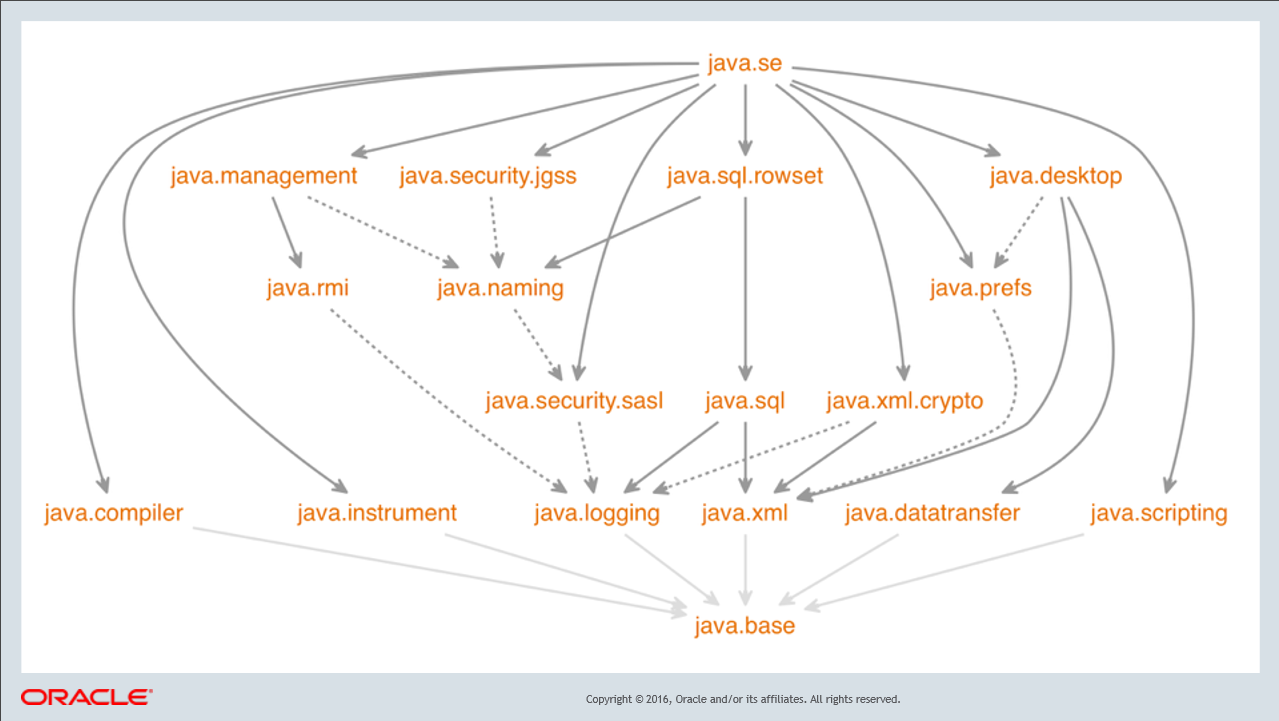 java.se
java.management java.security.jgss java.sql.rowset java.desktop
java.rmi java.naming java.prefs
java.security.sasl java.sql java.xml.crypto
java.compiler java.instrument java.logging java.xml java.datatransfer java.scripting
java.base
ORACLE®
Copyright © 2016, Oracle and/or its affiliates. All rights reserved.